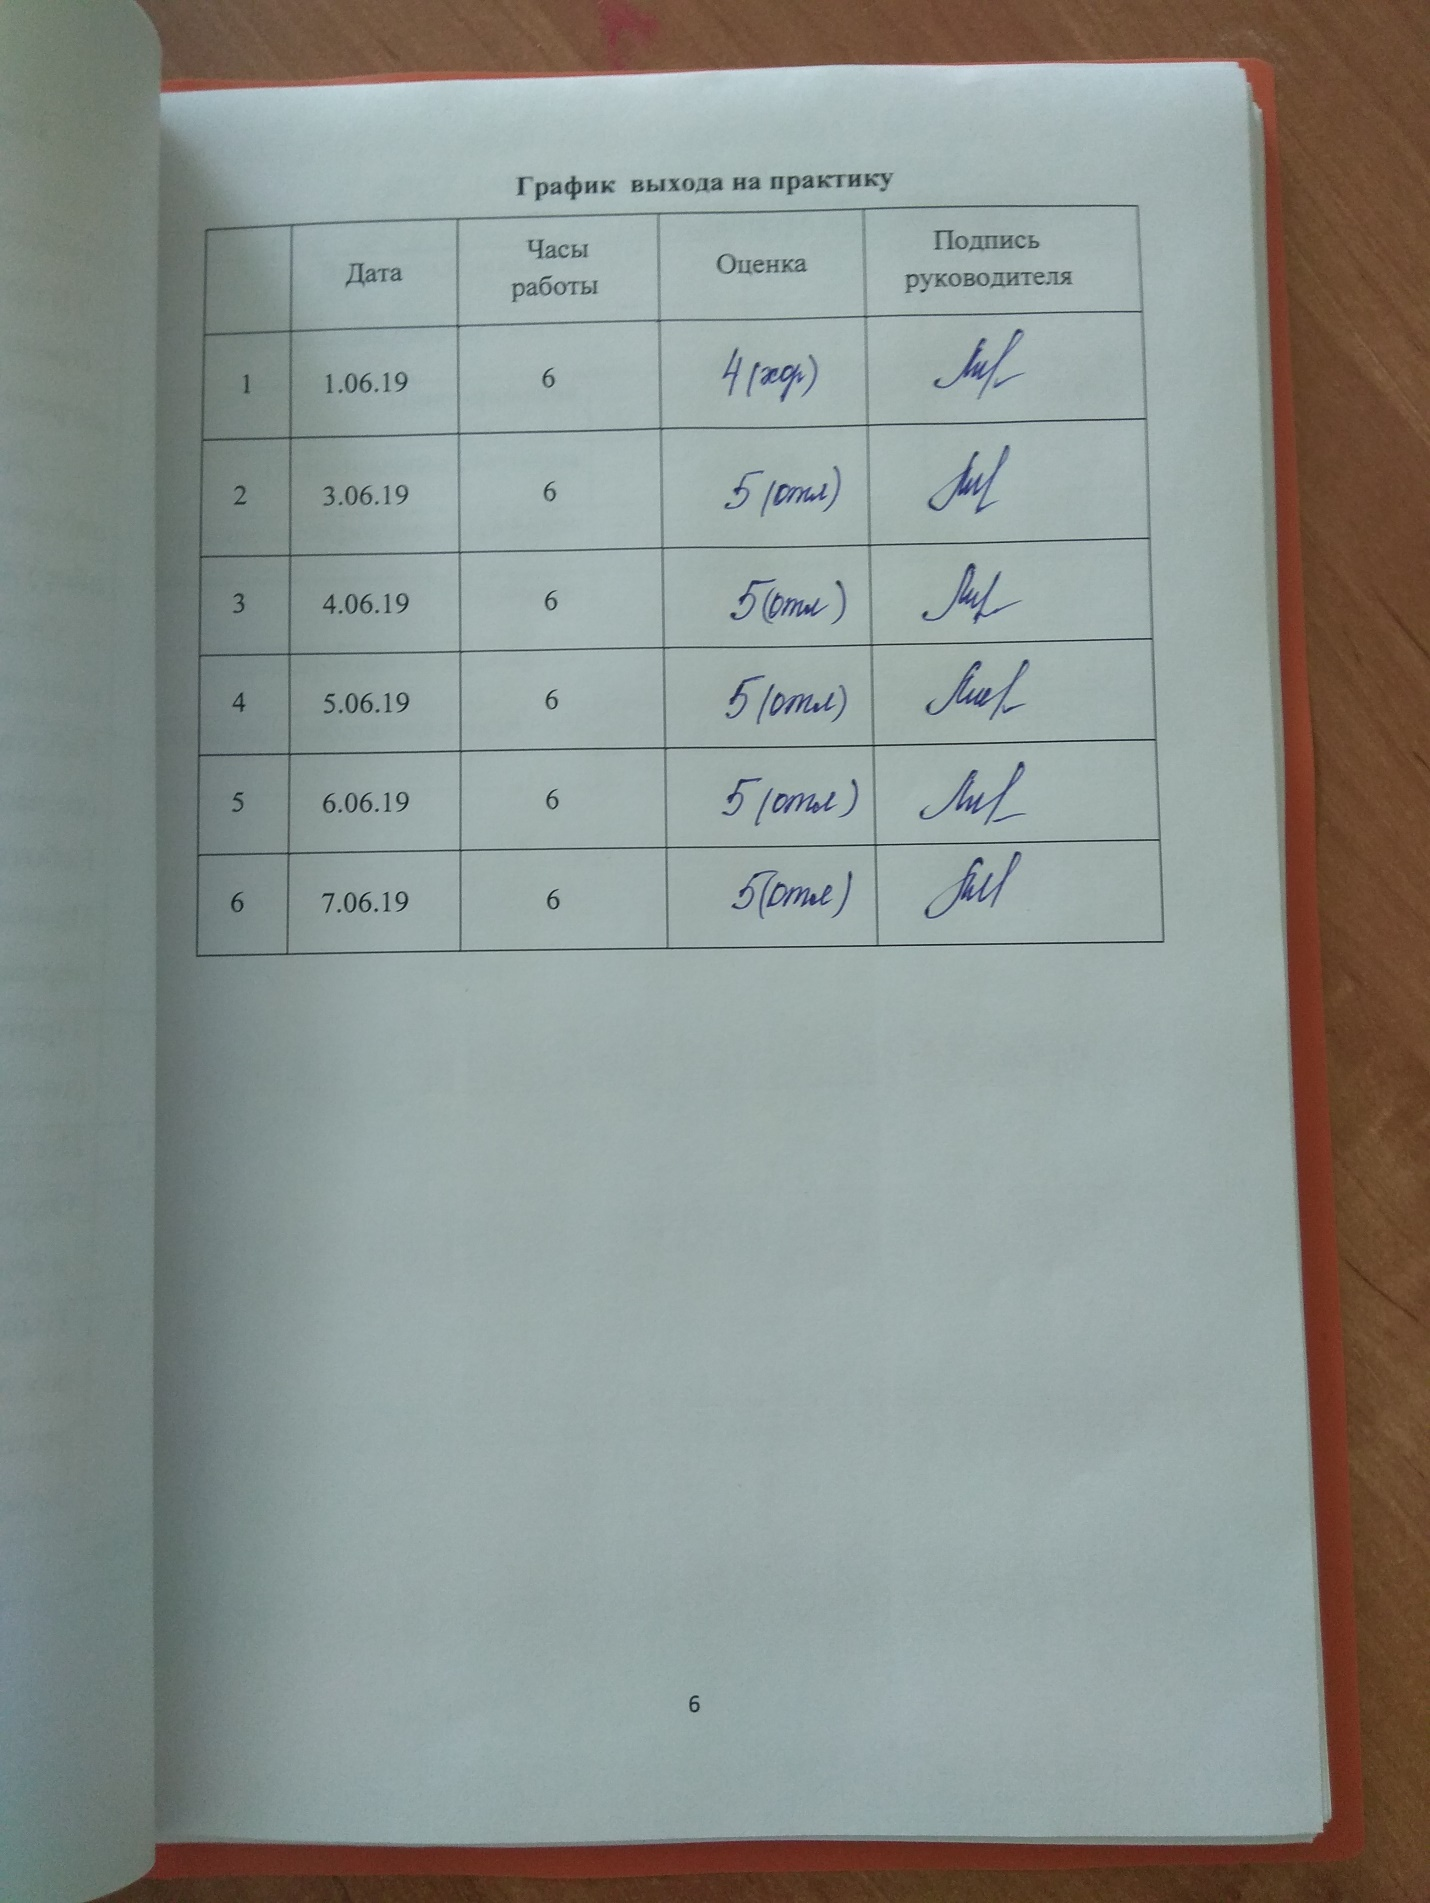 График выхода на практику
Дата Часы работы Оценка Подпись руководителя
1 1.06.19 6 4 (хор)
2 3.06.19 6 5 (отл)
3 4.06.19 6 5 (отл)
4 5.06.19 6 5 (отл)
5 6.06.19 6 5 (отл)
6 7.06.19 6 5 (отл)
6